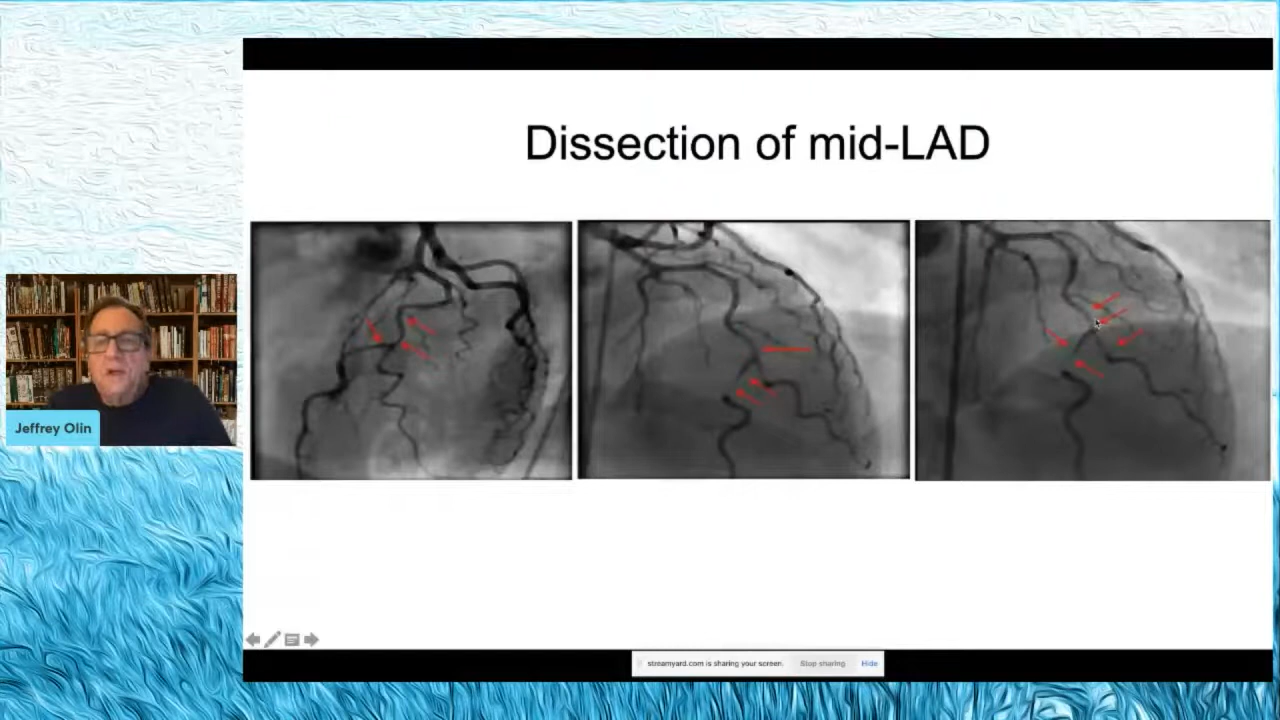 Dissection of mid-LAD
Jeffrey Olin
streamyard.com is sharing your screen.
Stop sharing
Hide